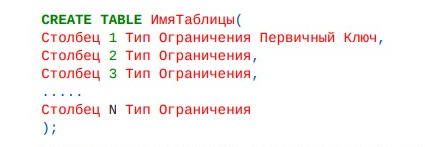 CREATE TABLE ИмяТаблицы(
Столбец 1 Тип Ограничения Первичный Ключ,
Столбец 2 Тип Ограничения,
Столбец 3 Тип Ограничения,
.....
Столбец N Тип Ограничения
);